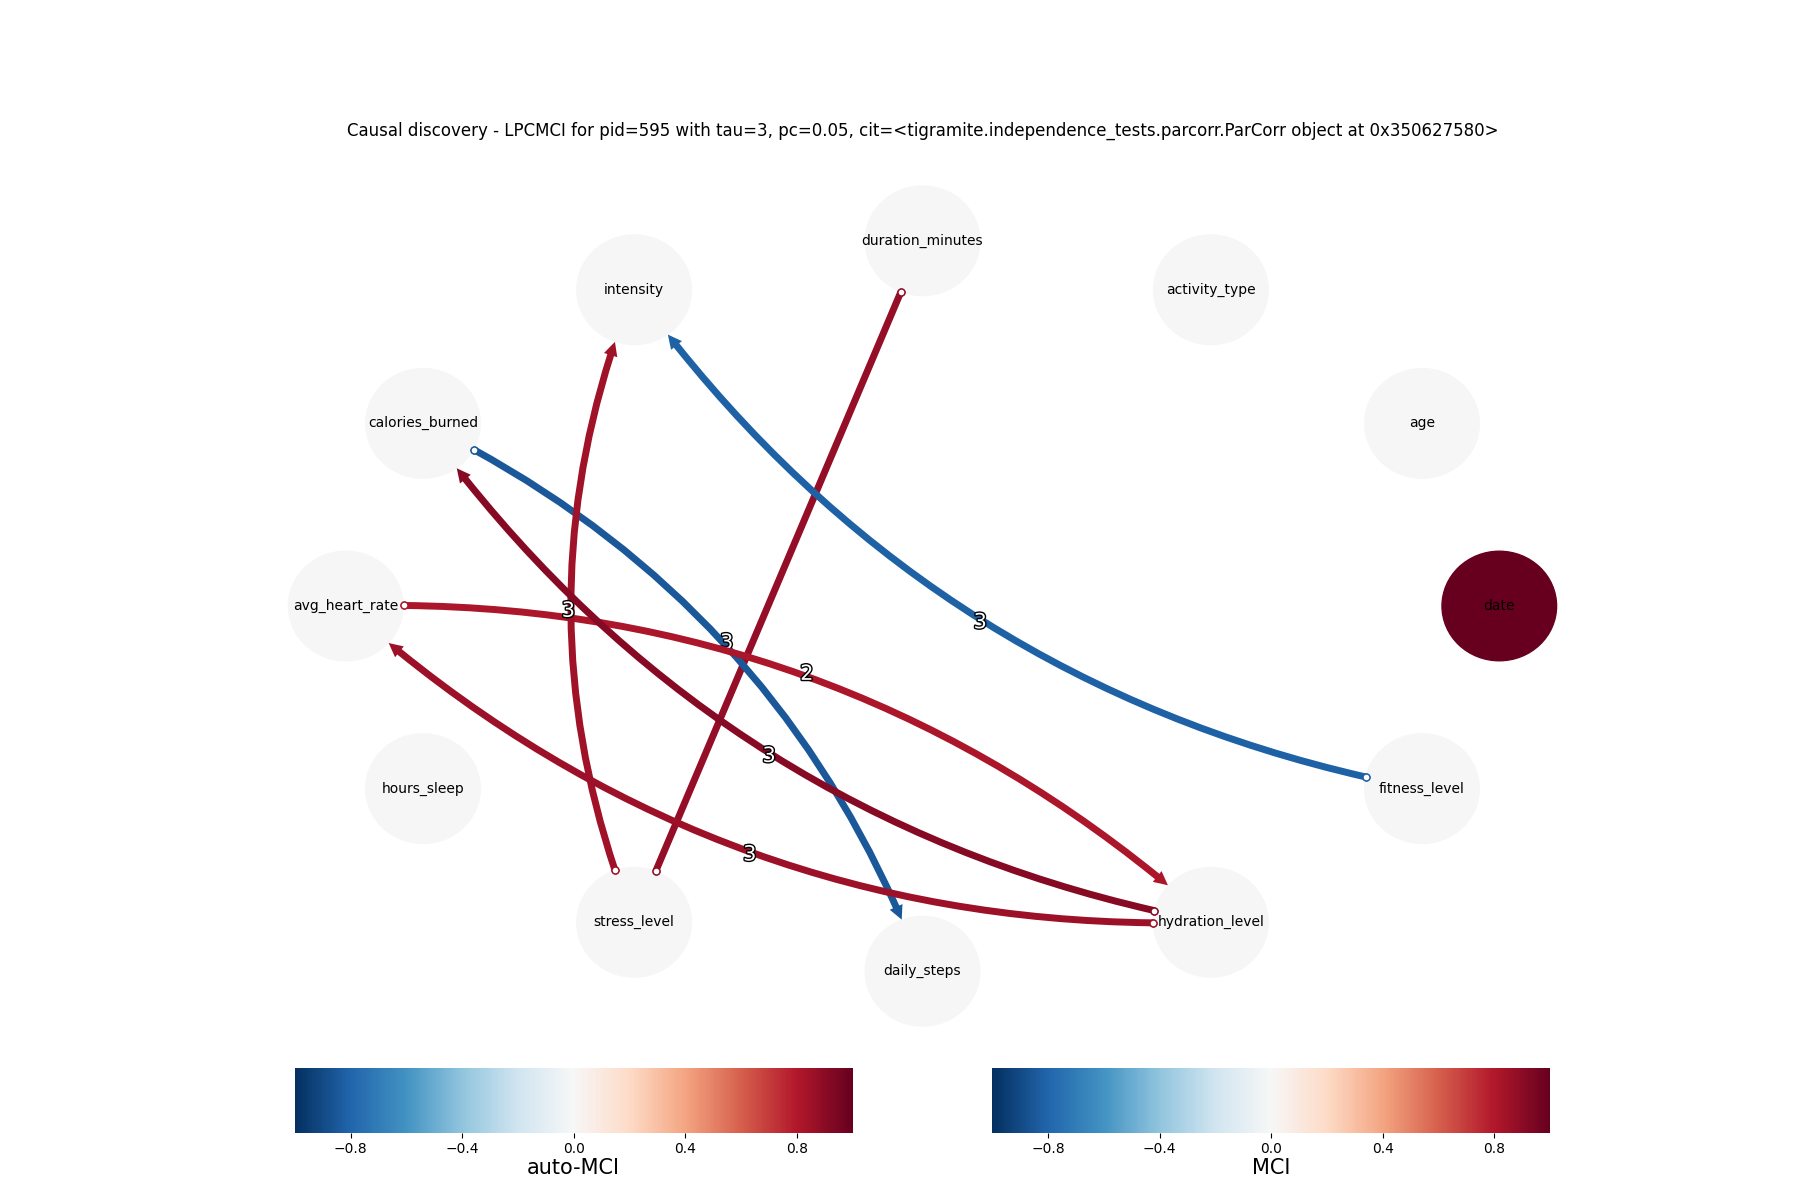 Causal discovery - LPCMCI for pid=595 with tau=3, pc=0.05, cit=<tigramite.independence_tests.parcorr.ParCorr object at 0x350627580>
duration_minutes
intensity
activity_type
calories_burned
age
avg_heart_rate
date
3
3
3
2
3
3
hours_sleep
fitness_level
stress_level
hydration_level
daily_steps
−0.8 −0.4 0.0 0.4 0.8
auto-MCI
−0.8 −0.4 0.0 0.4 0.8
MCI